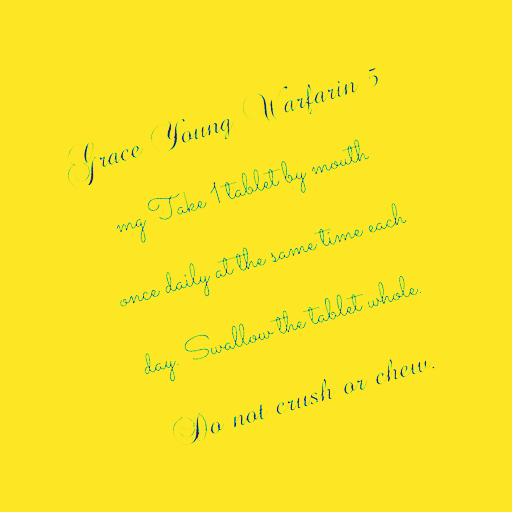 Grace Young Warfarin 5
mg Take 1 tablet by mouth
once daily at the same time each
day. Swallow the tablet whole.
Do not crush or chew.